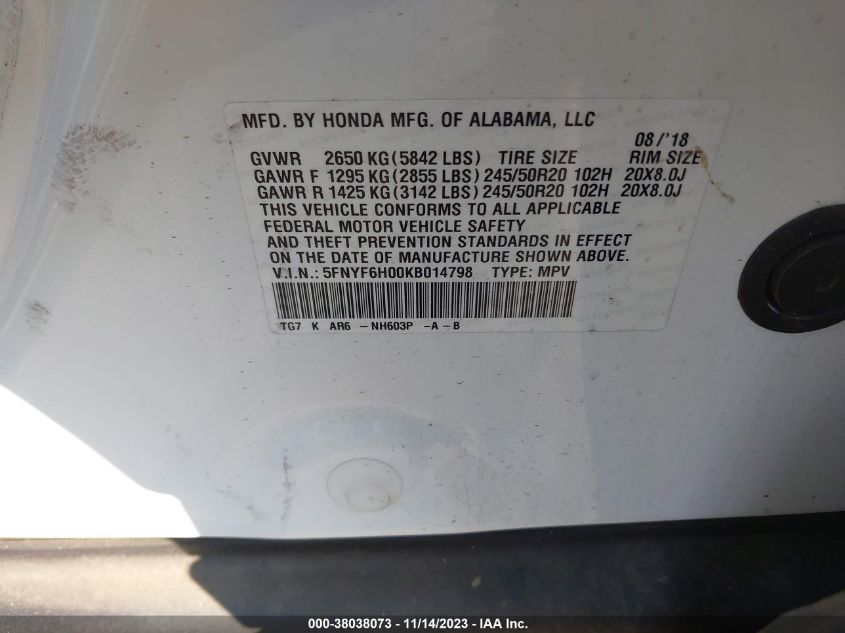 MFD. BY HONDA MFG. OF ALABAMA, LLC
08/'18
GVWR 2650 KG(5842 LBS) TIRE SIZE RIM SIZE
GAWR F 1295 KG(2855 LBS) 245/50R20 102H 20X8.0J
GAWR R 1425 KG(3142 LBS) 245/50R20 102H 20X8.0J
THIS VEHICLE CONFORMS TO ALL APPLICABLE
FEDERAL MOTOR VEHICLE SAFETY
AND THEFT PREVENTION STANDARDS IN EFFECT
ON THE DATE OF MANUFACTURE SHOWN ABOVE.
V.I.N.: 5FNYF6H00KB014798 TYPE: MPV
TG7 K AR6 -NH603P -A-B
000-38038073 - 11/14/2023 - IAAI.com.